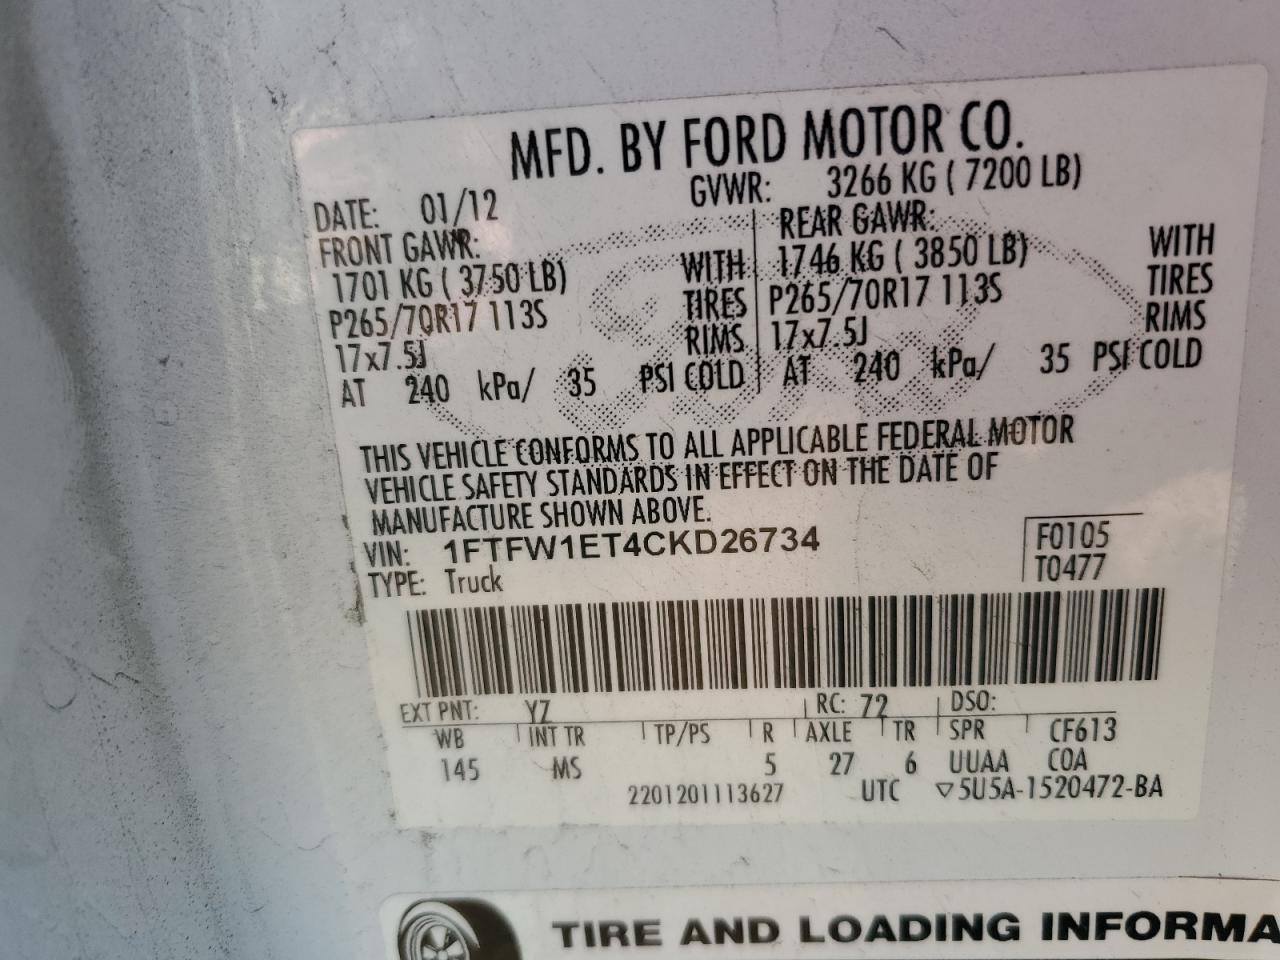 MFD. BY FORD MOTOR CO.
DATE: 01/12 GVWR: 3266 KG ( 7200 LB)
FRONT GAWR: REAR GAWR:
1701 KG ( 3750 LB) WITH 1746 KG ( 3850 LB) WITH
P265/70R17 113S TIRES P265/70R17 113S TIRES
17x7.5J RIMS 17x7.5J RIMS
AT 240 kPa/ 35 PSI COLD AT 240 kPa/ 35 PSI COLD
THIS VEHICLE CONFORMS TO ALL APPLICABLE FEDERAL MOTOR
VEHICLE SAFETY STANDARDS IN EFFECT ON THE DATE OF
MANUFACTURE SHOWN ABOVE.
VIN: 1FTFW1ET4CKD26734 F0105
TYPE: Truck T0477
EXT PNT: YZ RC: 72 DSO:
WB INT TR TP/PS R AXLE TR SPR CF613
145 MS 5 27 6 UUAA COA
2201201113627 UTC ▽5U5A-1520472-BA
TIRE AND LOADING INFORMA